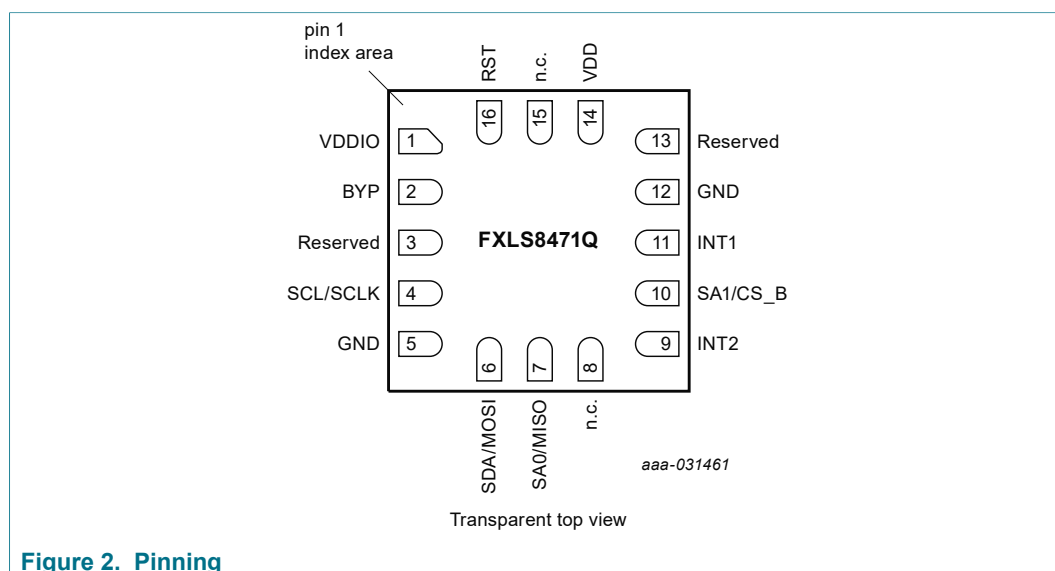 pin 1
index area
RST
n.c.
VDD
16
15
14
VDDIO 1
13 Reserved
BYP 2
12 GND
Reserved 3
FXLS8471Q
11 INT1
SCL/SCLK 4
10 SA1/CS_B
GND 5
9 INT2
6
7
8
SDA/MOSI
SA0/MISO
n.c.
aaa-031461
Transparent top view
Figure 2. Pinning